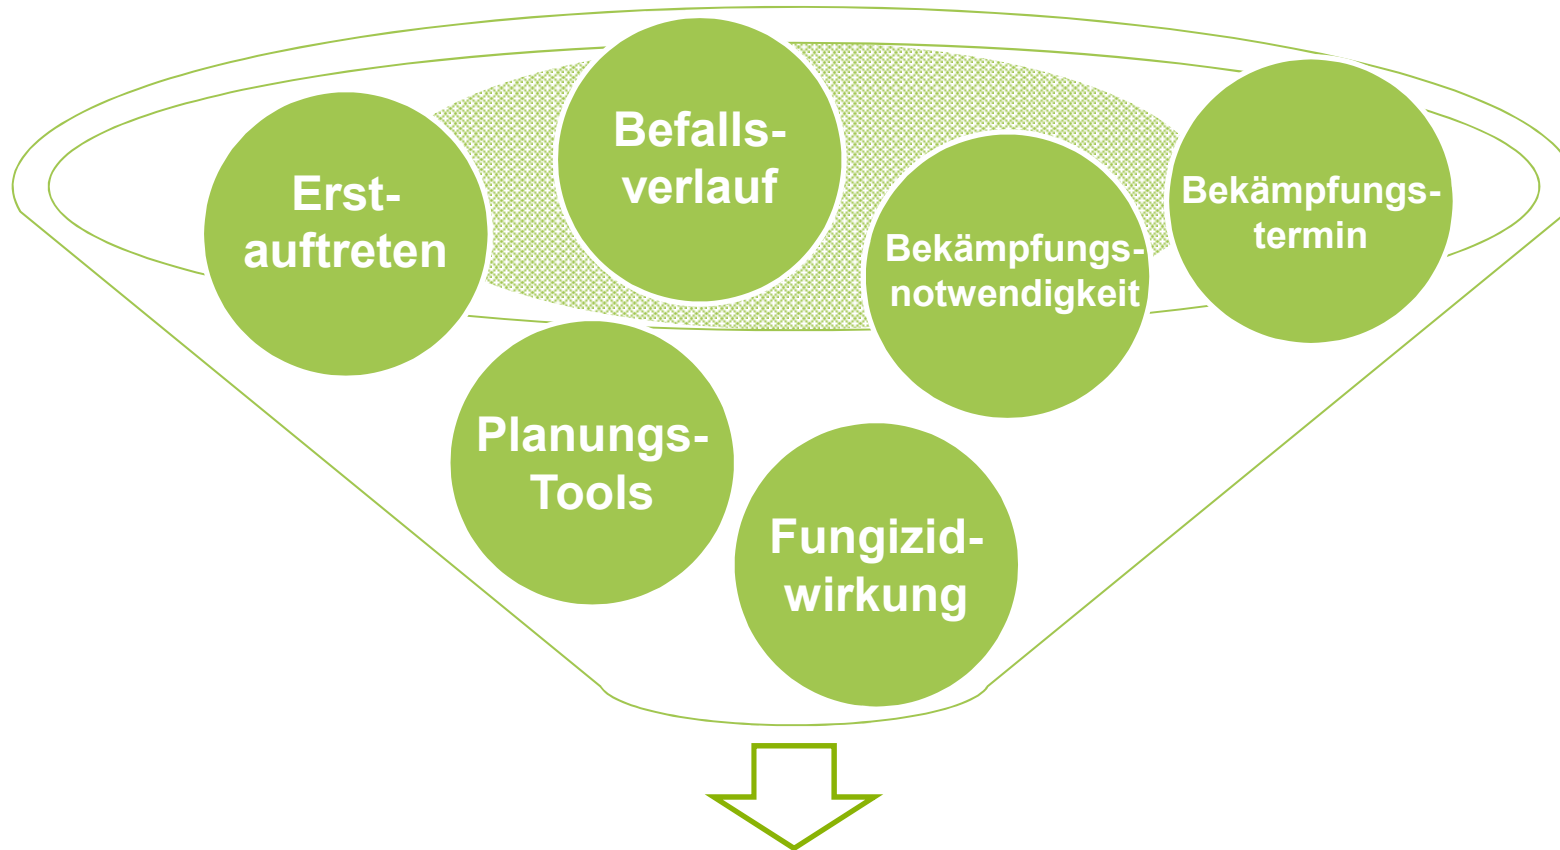 Erst-
auftreten
Befalls-
verlauf
Bekämpfungs-
notwendigkeit
Bekämpfungs-
termin
Planungs-
Tools
Fungizid-
wirkung